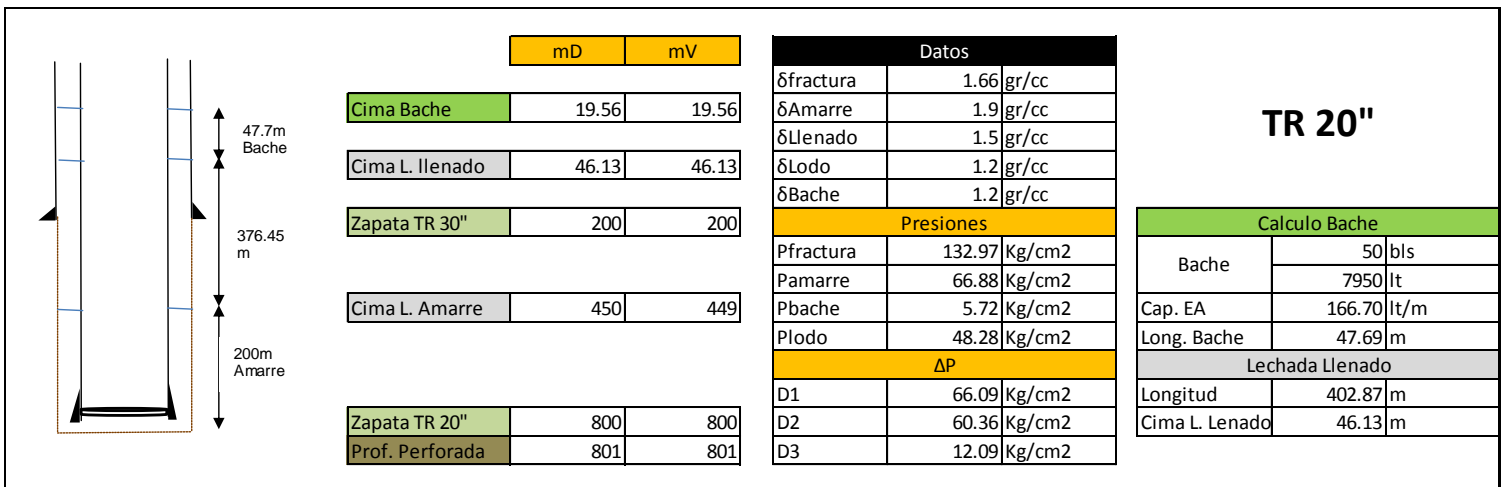 mD mV
Cima Bache 19.56 19.56
Cima L. llenado 46.13 46.13
Zapata TR 30" 200 200
Cima L. Amarre 450 449
Zapata TR 20" 800 800
Prof. Perforada 801 801
47.7m
Bache
376.45
m
200m
Amarre
Datos
δfractura 1.66 gr/cc
δAmarre 1.9 gr/cc
δLlenado 1.5 gr/cc
δLodo 1.2 gr/cc
δBache 1.2 gr/cc
Presiones
Pfractura 132.97 Kg/cm2
Pamarre 66.88 Kg/cm2
Pbache 5.72 Kg/cm2
Plodo 48.28 Kg/cm2
ΔP
D1 66.09 Kg/cm2
D2 60.36 Kg/cm2
D3 12.09 Kg/cm2
TR 20"
Calculo Bache
Bache 50 bls
7950 lt
Cap. EA 166.70 lt/m
Long. Bache 47.69 m
Lechada Llenado
Longitud 402.87 m
Cima L. Lenado 46.13 m